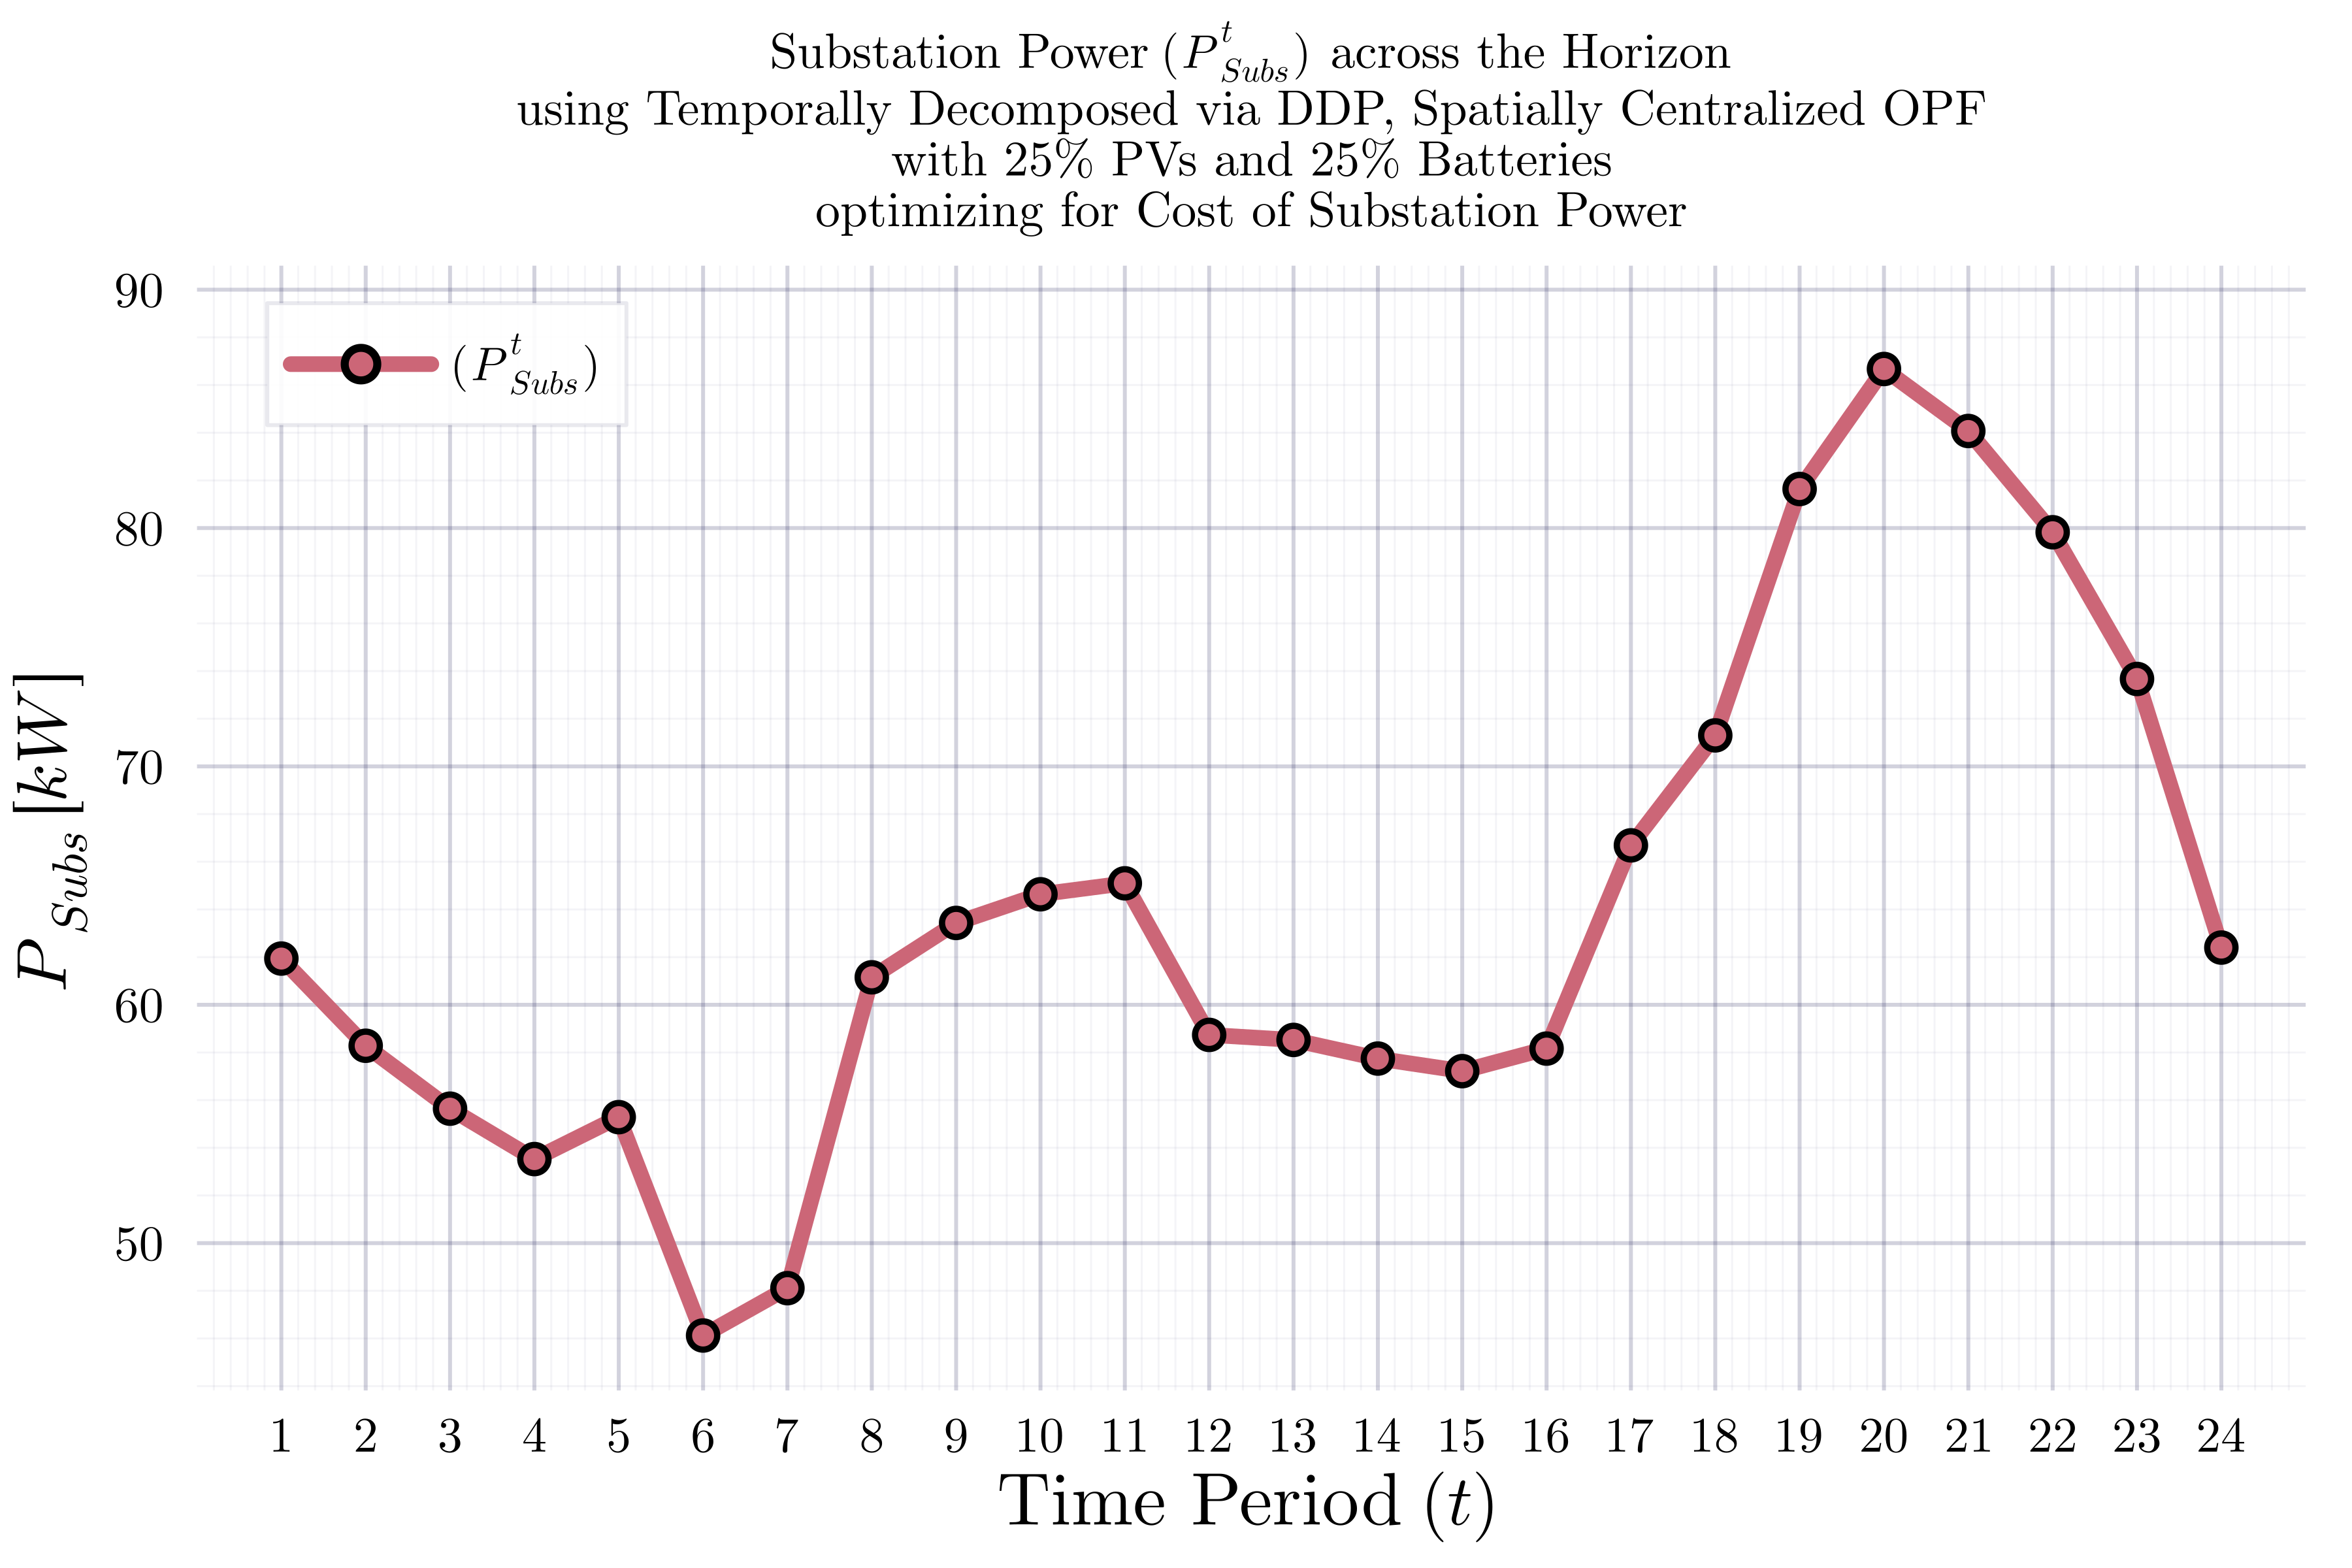 Substation Power (P^t_Subs) across the Horizon
using Temporally Decomposed via DDP, Spatially Centralized OPF
with 25% PVs and 25% Batteries
optimizing for Cost of Substation Power
(P^t_Subs)
90
80
70
60
50
P_Subs [kW]
1 2 3 4 5 6 7 8 9 10 11 12 13 14 15 16 17 18 19 20 21 22 23 24
Time Period (t)